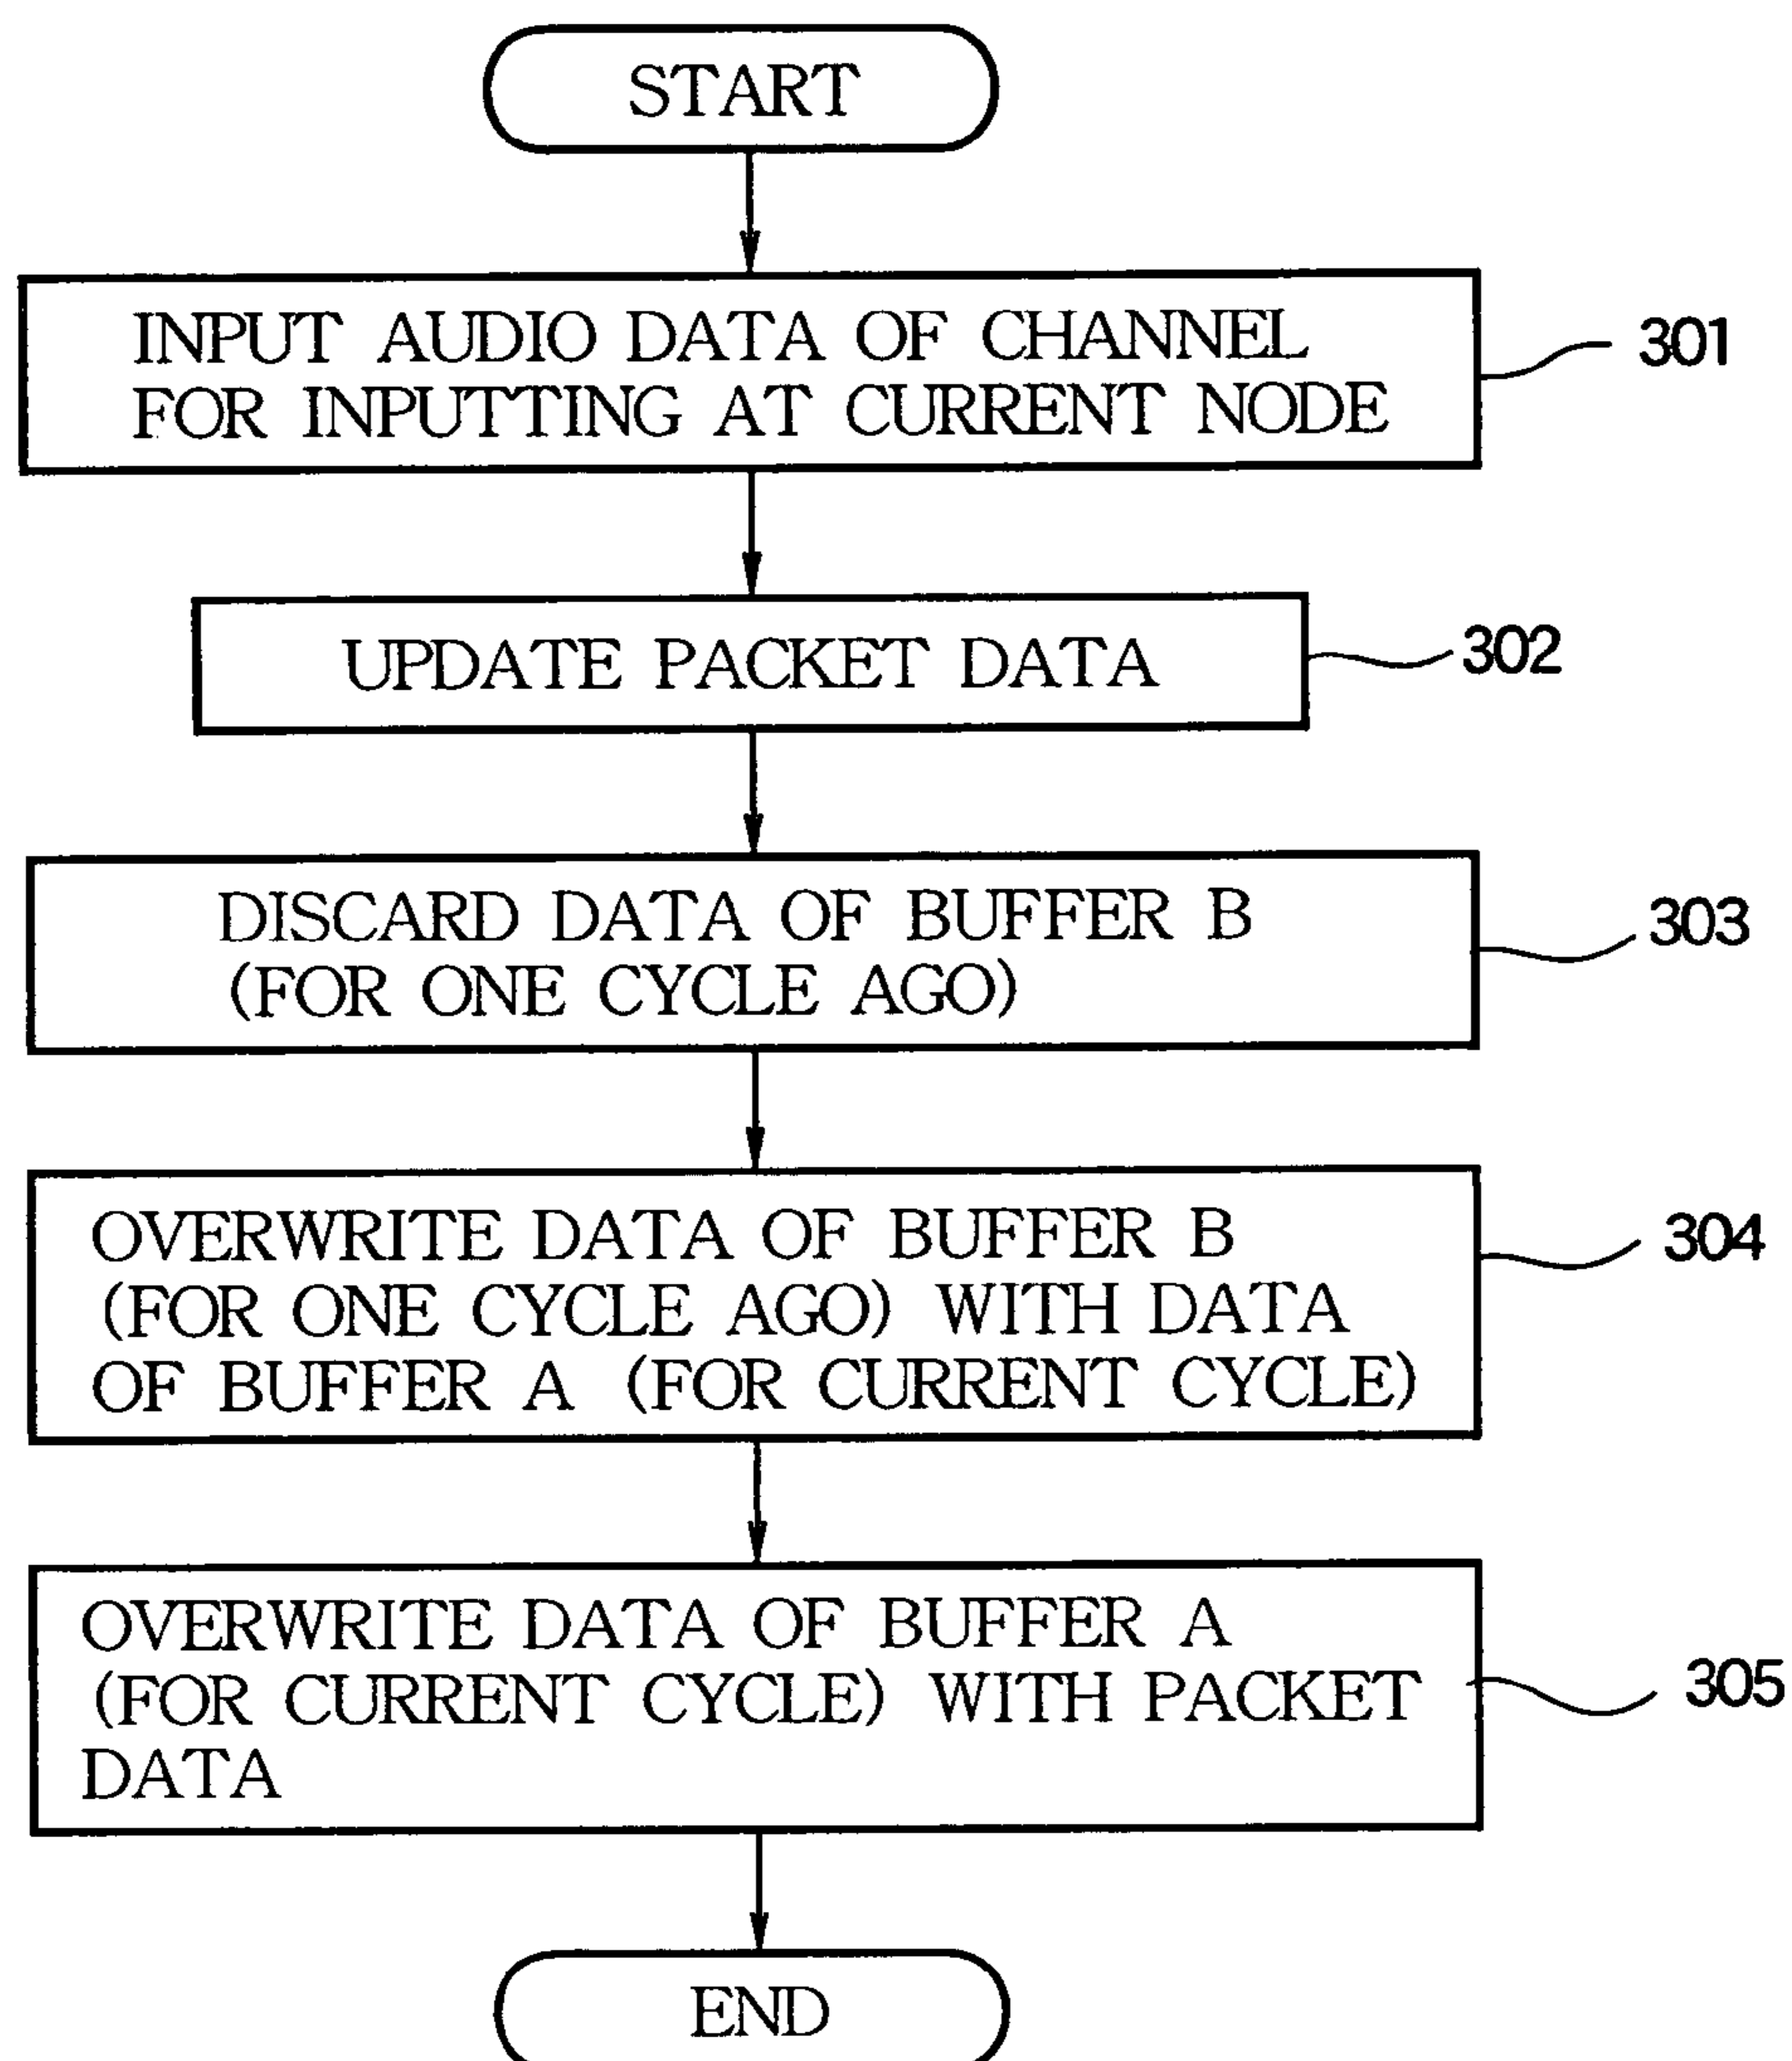 START
INPUT AUDIO DATA OF CHANNEL
FOR INPUTTING AT CURRENT NODE
301
UPDATE PACKET DATA
302
DISCARD DATA OF BUFFER B
(FOR ONE CYCLE AGO)
303
OVERWRITE DATA OF BUFFER B
(FOR ONE CYCLE AGO) WITH DATA
OF BUFFER A (FOR CURRENT CYCLE)
304
OVERWRITE DATA OF BUFFER A
(FOR CURRENT CYCLE) WITH PACKET
DATA
305
END